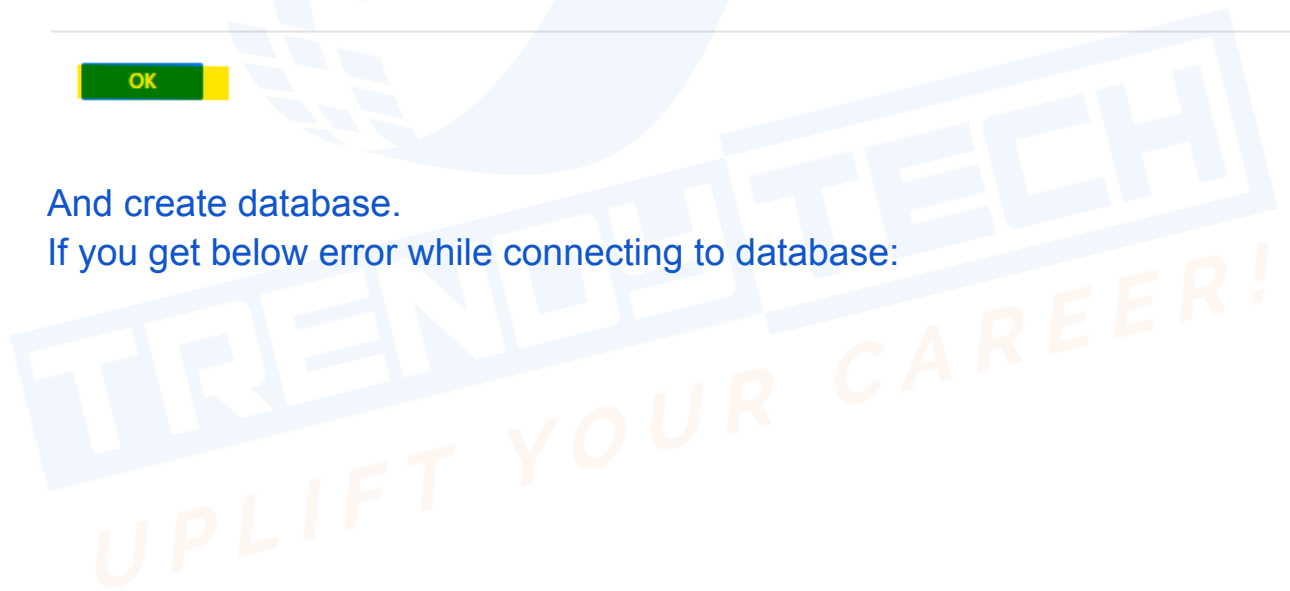 OK
And create database.
If you get below error while connecting to database:
TRENDYTECH
UPLIFT YOUR CAREER!